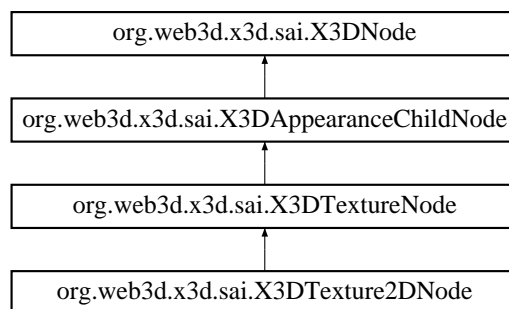 org.web3d.x3d.sai.X3DNode
org.web3d.x3d.sai.X3DAppearanceChildNode
org.web3d.x3d.sai.X3DTextureNode
org.web3d.x3d.sai.X3DTexture2DNode